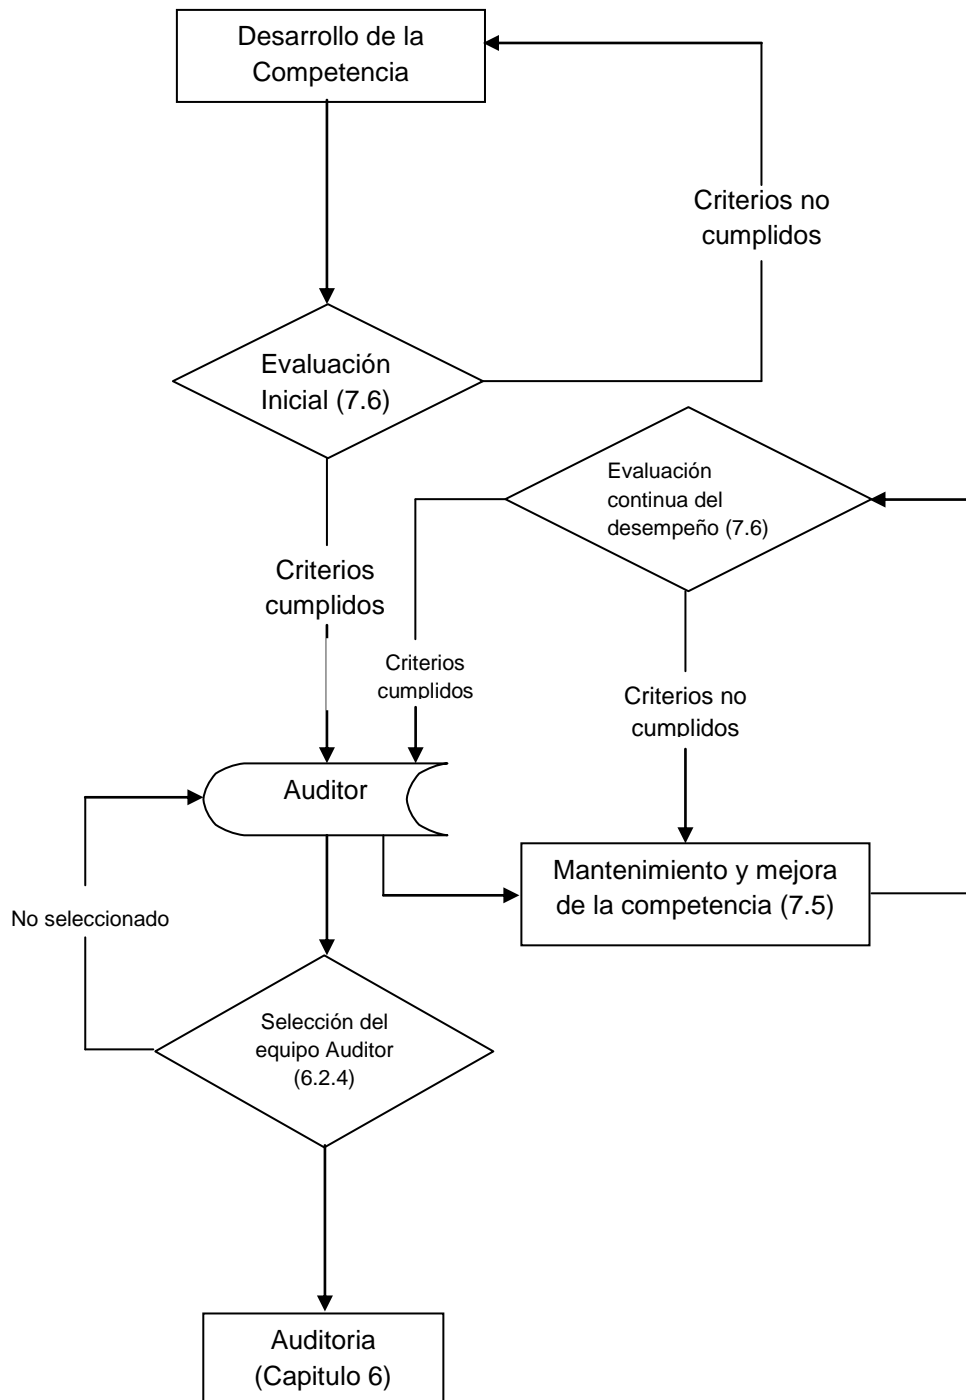 Desarrollo de la
Competencia
Criterios no
cumplidos
Evaluación
Inicial (7.6)
Evaluación
continua del
desempeño (7.6)
Criterios
cumplidos
Criterios
cumplidos
Criterios no
cumplidos
Auditor
Mantenimiento y mejora
de la competencia (7.5)
No seleccionado
Selección del
equipo Auditor
(6.2.4)
Auditoria
(Capitulo 6)